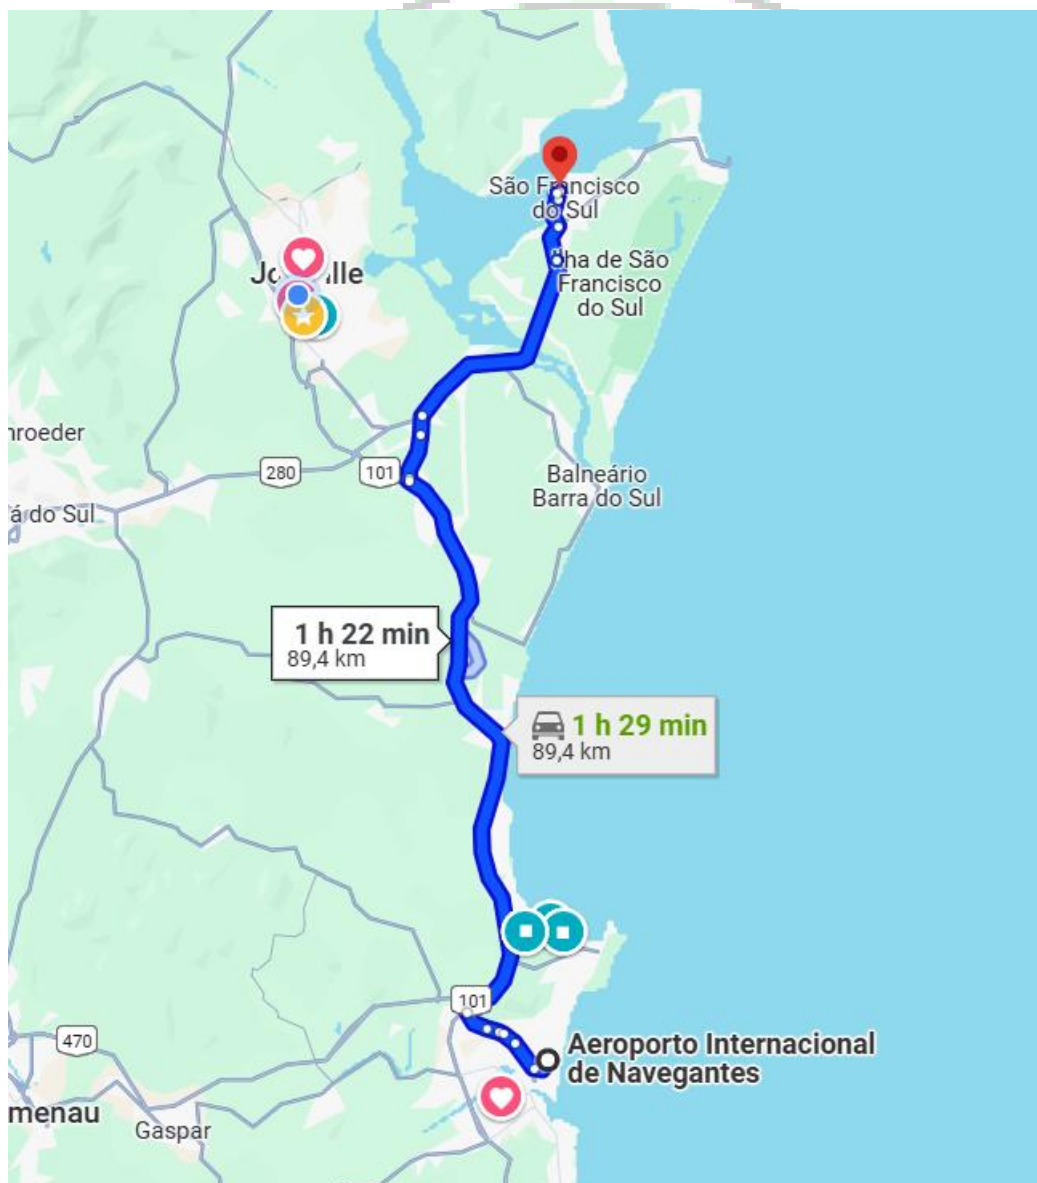 São Francisco
do Sul
Ilha de São
Francisco
do Sul
Joinville
hroeder
280
101
á do Sul
Balneário
Barra do Sul
1 h 22 min
89,4 km
1 h 29 min
89,4 km
101
470
Aeroporto Internacional
de Navegantes
menau
Gaspar